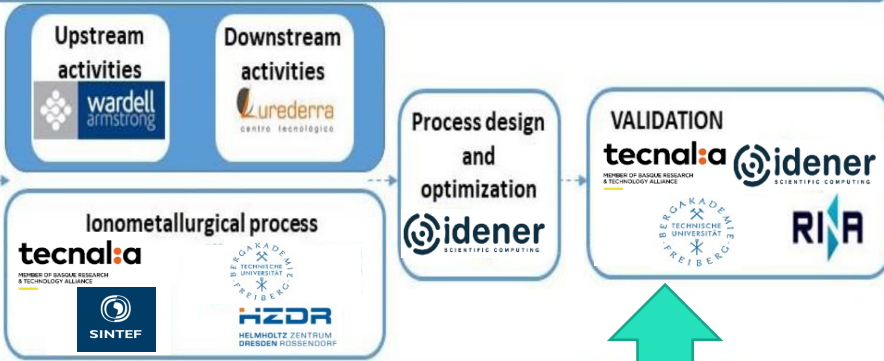 Upstream
activities
wardell
armstrong
Downstream
activities
Lurederra
centro tecnológico
Ionometallurgical process
tecnal:a
MEMBER OF BASQUE RESEARCH
& TECHNOLOGY ALLIANCE
SINTEF
BERGAKADEMIE
TECHNISCHE
UNIVERSITÄT
FREIBERG
HZDR
HELMHOLTZ ZENTRUM
DRESDEN ROSSENDORF
Process design
and
optimization
idener
SCIENTIFIC COMPUTING
VALIDATION
tecnal:a
MEMBER OF BASQUE RESEARCH
& TECHNOLOGY ALLIANCE
idener
SCIENTIFIC COMPUTING
BERGAKADEMIE
TECHNISCHE
UNIVERSITÄT
FREIBERG
RINA